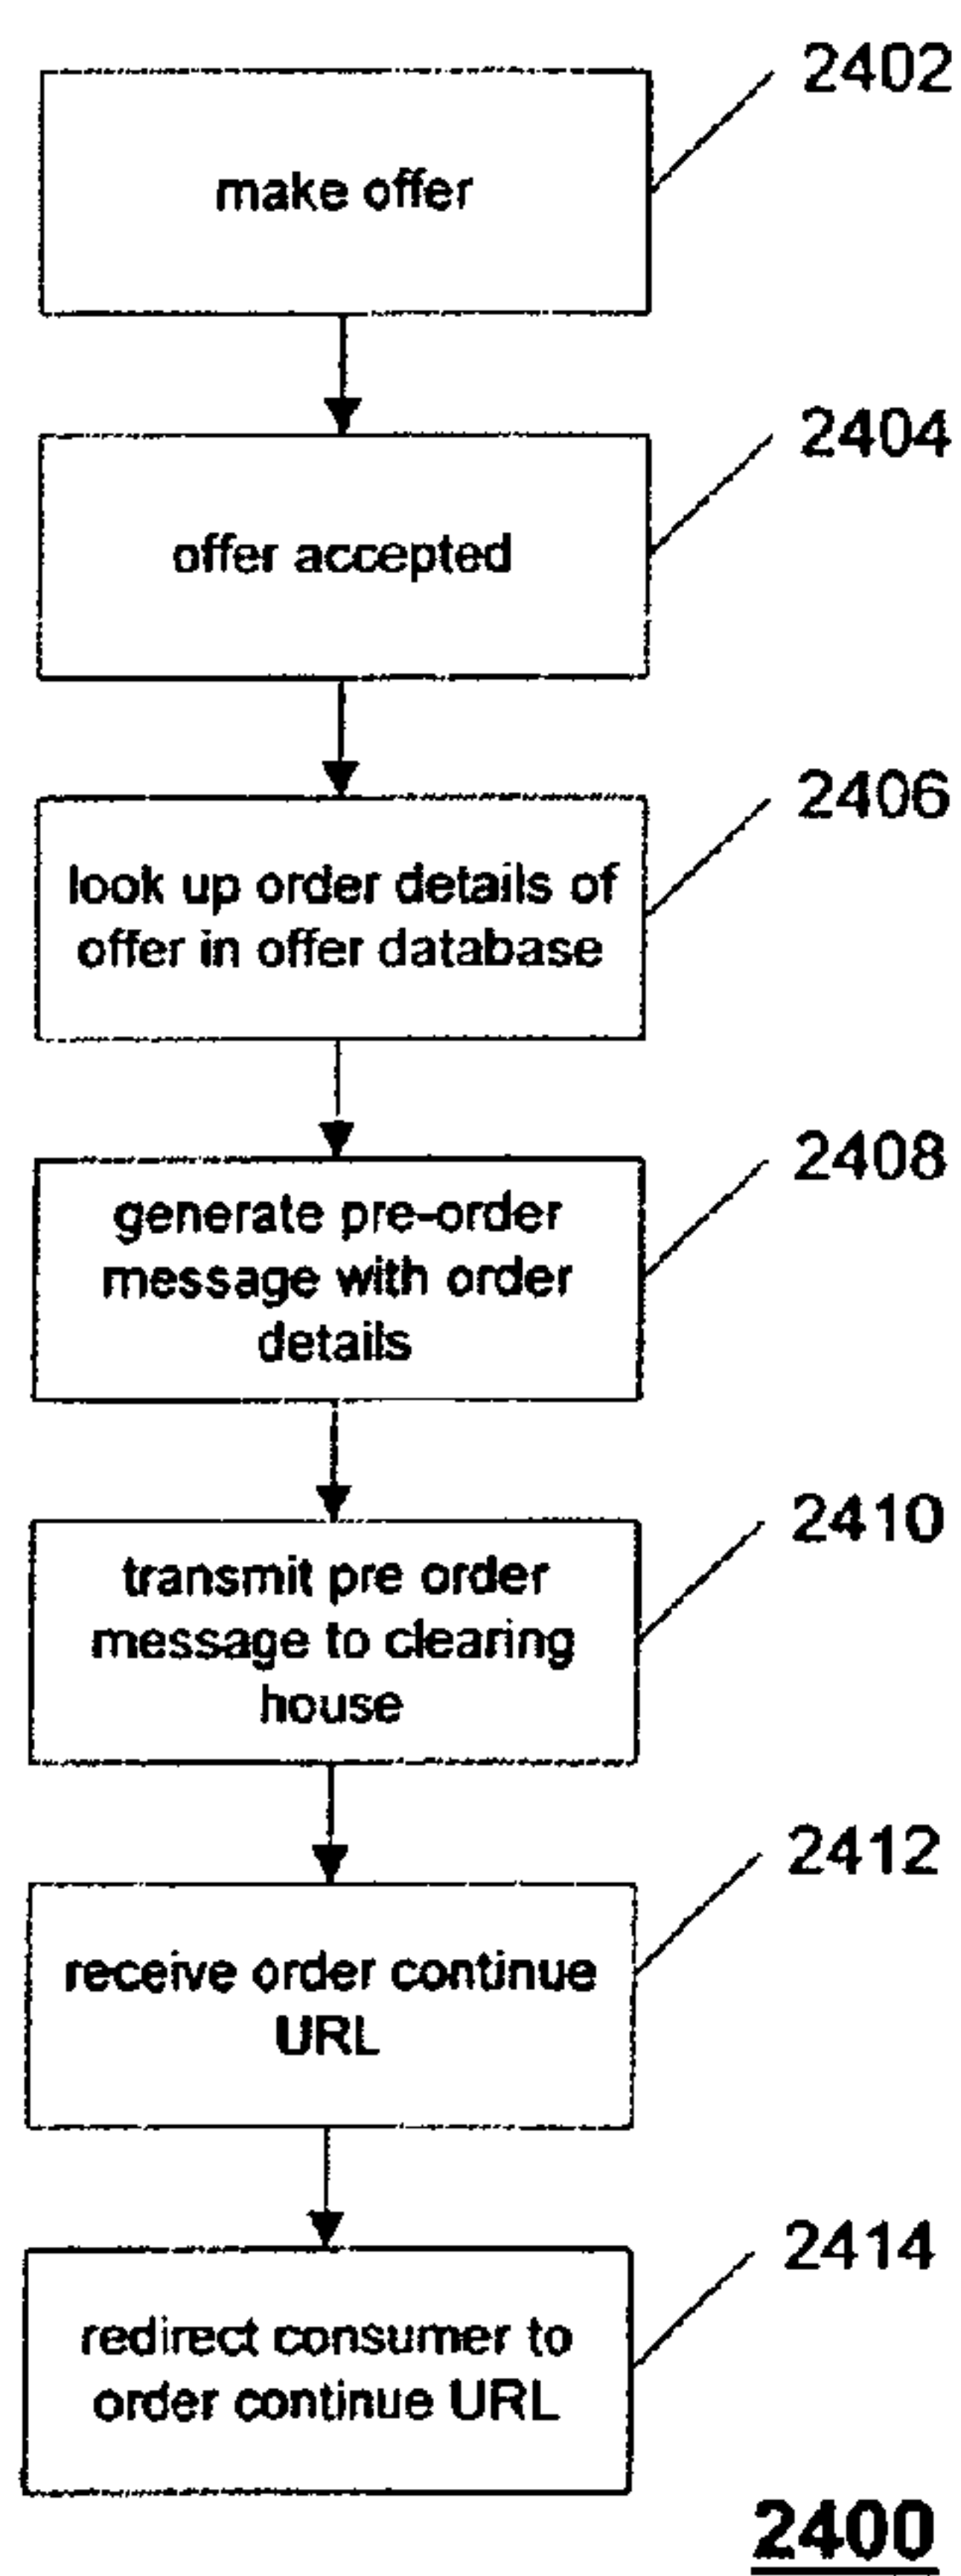 2402
make offer
2404
offer accepted
2406
look up order details of
offer in offer database
2408
generate pre-order
message with order
details
2410
transmit pre order
message to clearing
house
2412
receive order continue
URL
2414
redirect consumer to
order continue URL
2400